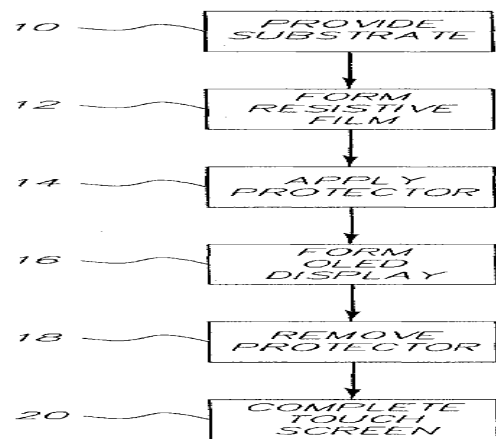 10
PROVIDE
SUBSTRATE
12
FORM
RESISTIVE
FILM
14
APPLY
PROTECTOR
16
FORM
OLED
DISPLAY
18
REMOVE
PROTECTOR
20
COMPLETE
TOUCH
SCREEN